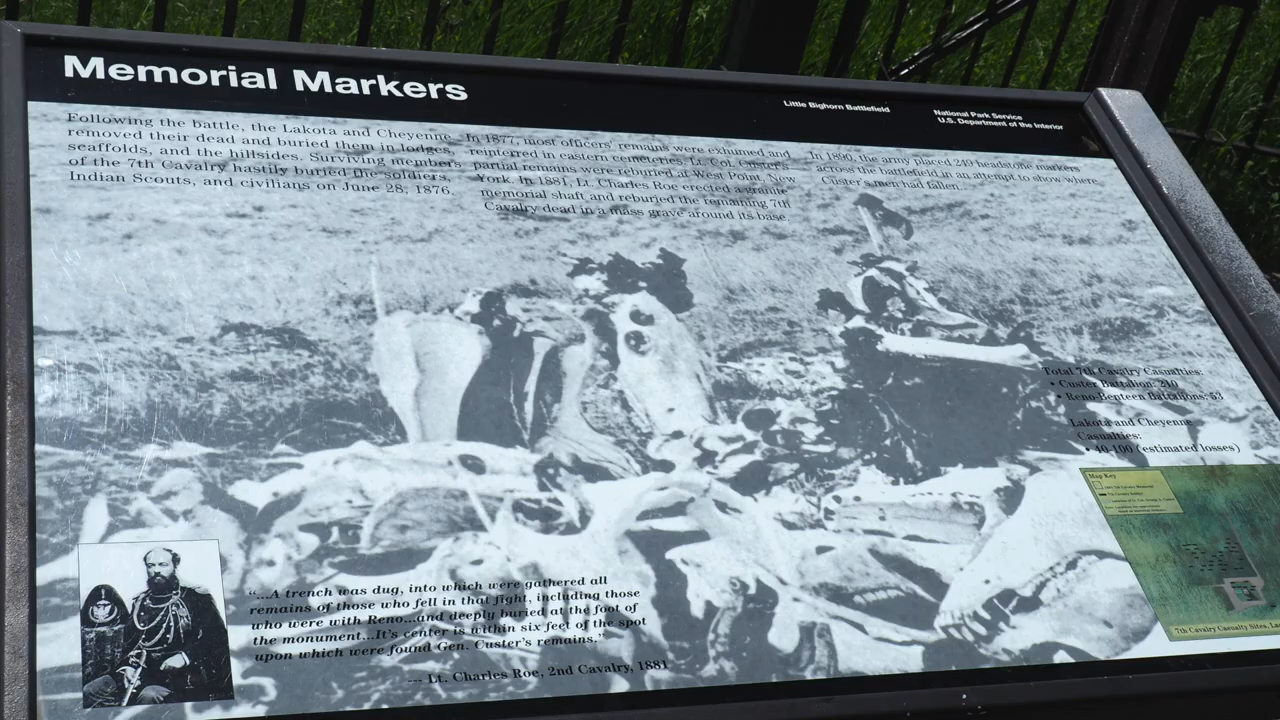 Memorial Markers
Little Bighorn Battlefield
National Park Service
U.S. Department of the Interior
Following the battle, the Lakota and Cheyenne
removed their dead and buried them in lodges,
scaffolds, and the hillsides. Surviving members
of the 7th Cavalry hastily buried the soldiers,
Indian Scouts, and civilians on June 28, 1876.
In 1877, most officers' remains were exhumed and
reinterred in eastern cemeteries. Lt. Col. Custer's
partial remains were reburied at West Point, New
York. In 1881, Lt. Charles Roe erected a granite
memorial shaft and reburied the remaining 7th
Cavalry dead in a mass grave around its base.
In 1890, the army placed 249 headstone markers
across the battlefield in an attempt to show where
Custer's men had fallen.
Total 7th Cavalry Casualties:
• Custer Battalion: 210
• Reno-Benteen Battalions: 53
Lakota and Cheyenne
Casualties:
• 40-100 (estimated losses)
Map Key
7th Cavalry Casualty Sites,
"...A trench was dug, into which were gathered all
remains of those who fell in that fight, including those
who were with Reno...and deeply buried at the foot of
the monument...It's center is within six feet of the spot
upon which were found Gen. Custer's remains."
--- Lt. Charles Roe, 2nd Cavalry, 1881